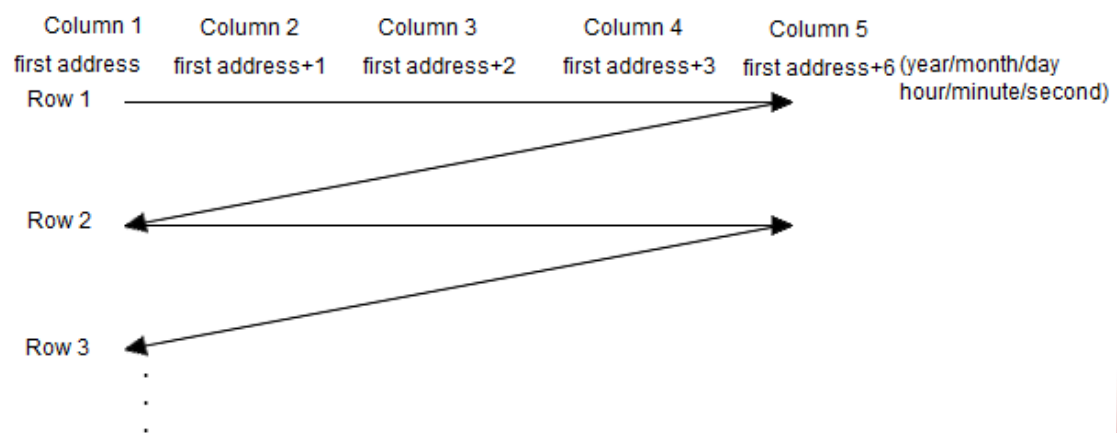 Column 1 Column 2 Column 3 Column 4 Column 5
first address first address+1 first address+2 first address+3 first address+6 (year/month/day
hour/minute/second)
Row 1
Row 2
Row 3